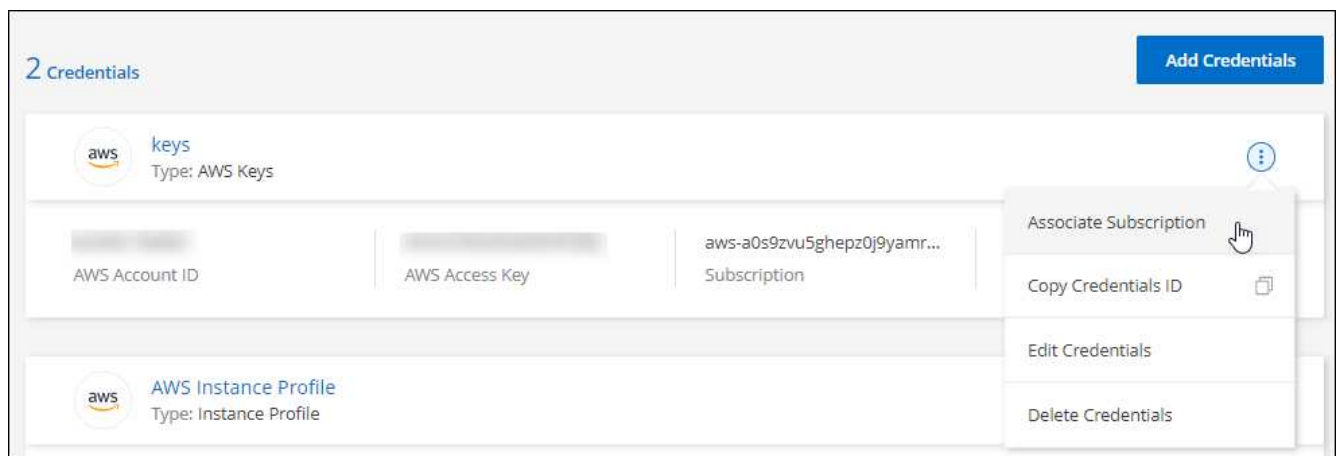 2 Credentials
Add Credentials
aws
keys
Type: AWS Keys
aws-a0s9zvu5ghepz0j9yamr...
AWS Account ID
AWS Access Key
Subscription
Associate Subscription
Copy Credentials ID
Edit Credentials
Delete Credentials
aws
AWS Instance Profile
Type: Instance Profile